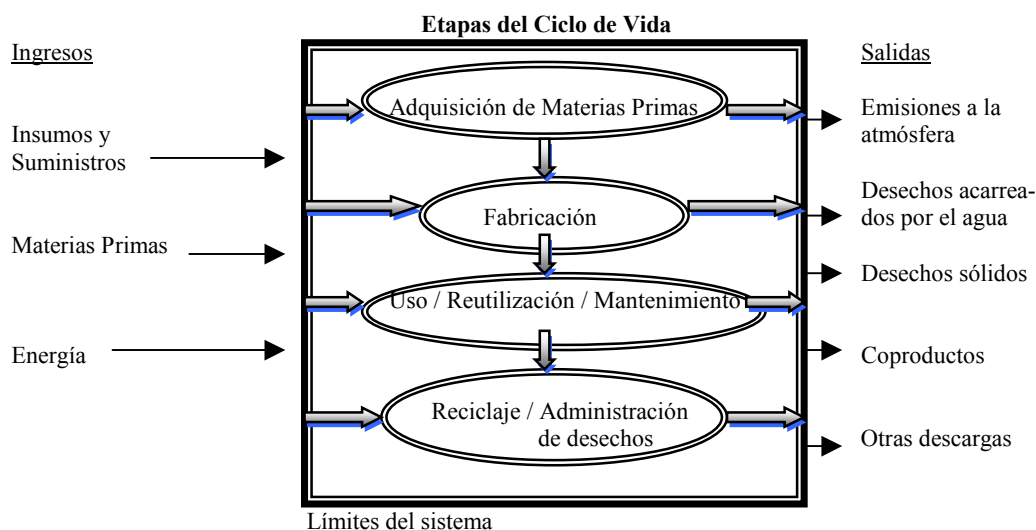 Etapas del Ciclo de Vida
Ingresos
Insumos y
Suministros
Materias Primas
Energía
Adquisición de Materias Primas
Fabricación
Uso / Reutilización / Mantenimiento
Reciclaje / Administración
de desechos
Salidas
Emisiones a la
atmósfera
Desechos acarrea-
dos por el agua
Desechos sólidos
Coproductos
Otras descargas
Límites del sistema